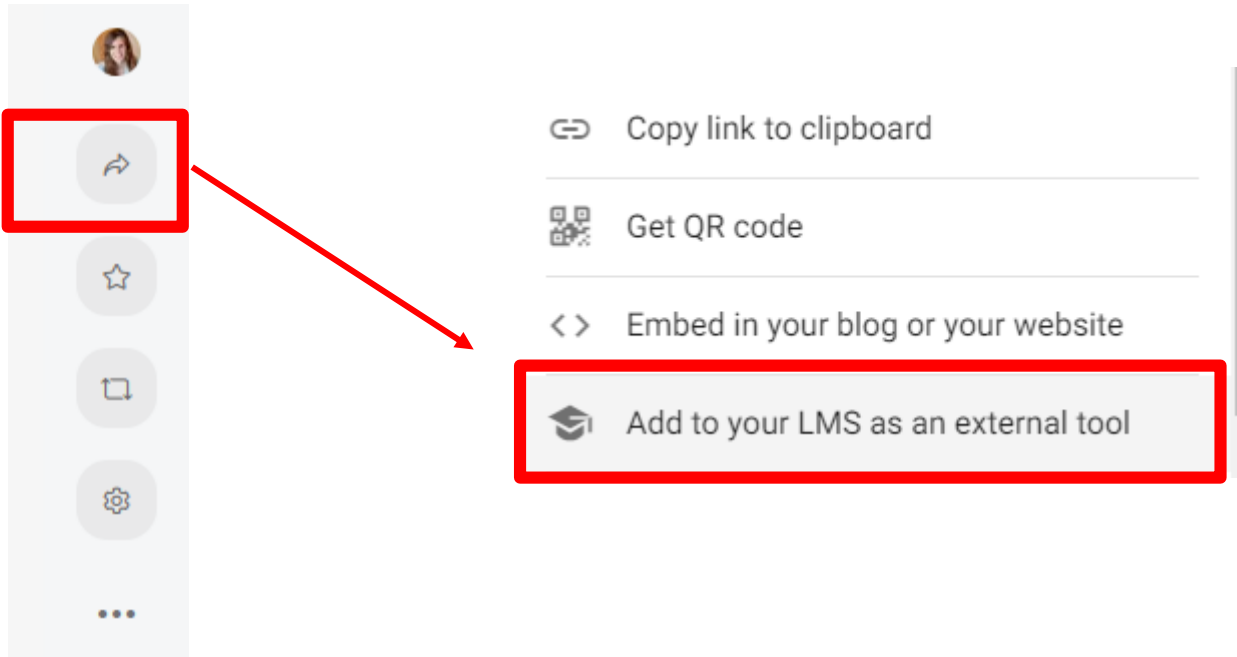 Copy link to clipboard
Get QR code
Embed in your blog or your website
Add to your LMS as an external tool